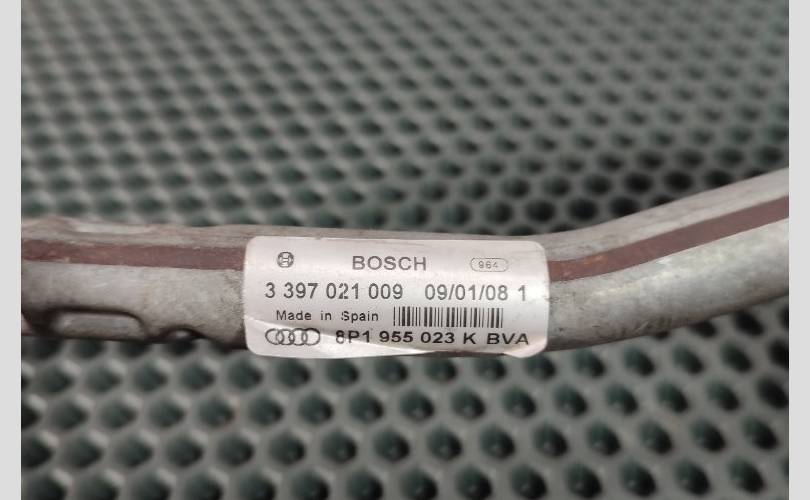 BOSCH 964
3 397 021 009 09/01/08 1
Made in Spain
8P1 955 023 K BVA